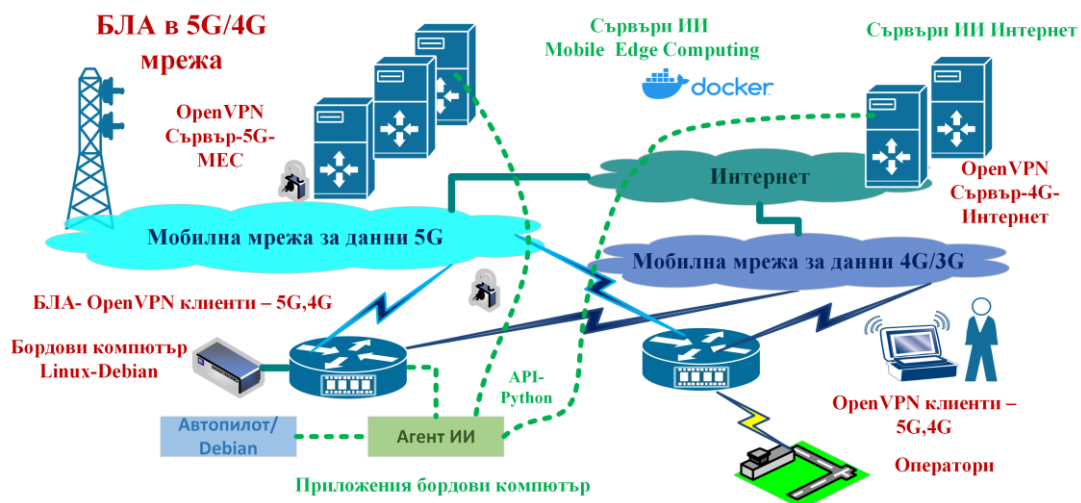 БЛА в 5G/4G
мрежа
Сървъри ИИ
Mobile Edge Computing
docker
Сървъри ИИ Интернет
OpenVPN
Сървър-5G-
MEC
Интернет
OpenVPN
Сървър-4G-
Интернет
Мобилна мрежа за данни 5G
Мобилна мрежа за данни 4G/3G
БЛА- OpenVPN клиенти – 5G,4G
Бордови компютър
Linux-Debian
API-
Python
Автопилот/
Debian
Агент ИИ
OpenVPN клиенти –
5G,4G
Оператори
Приложения бордови компютър